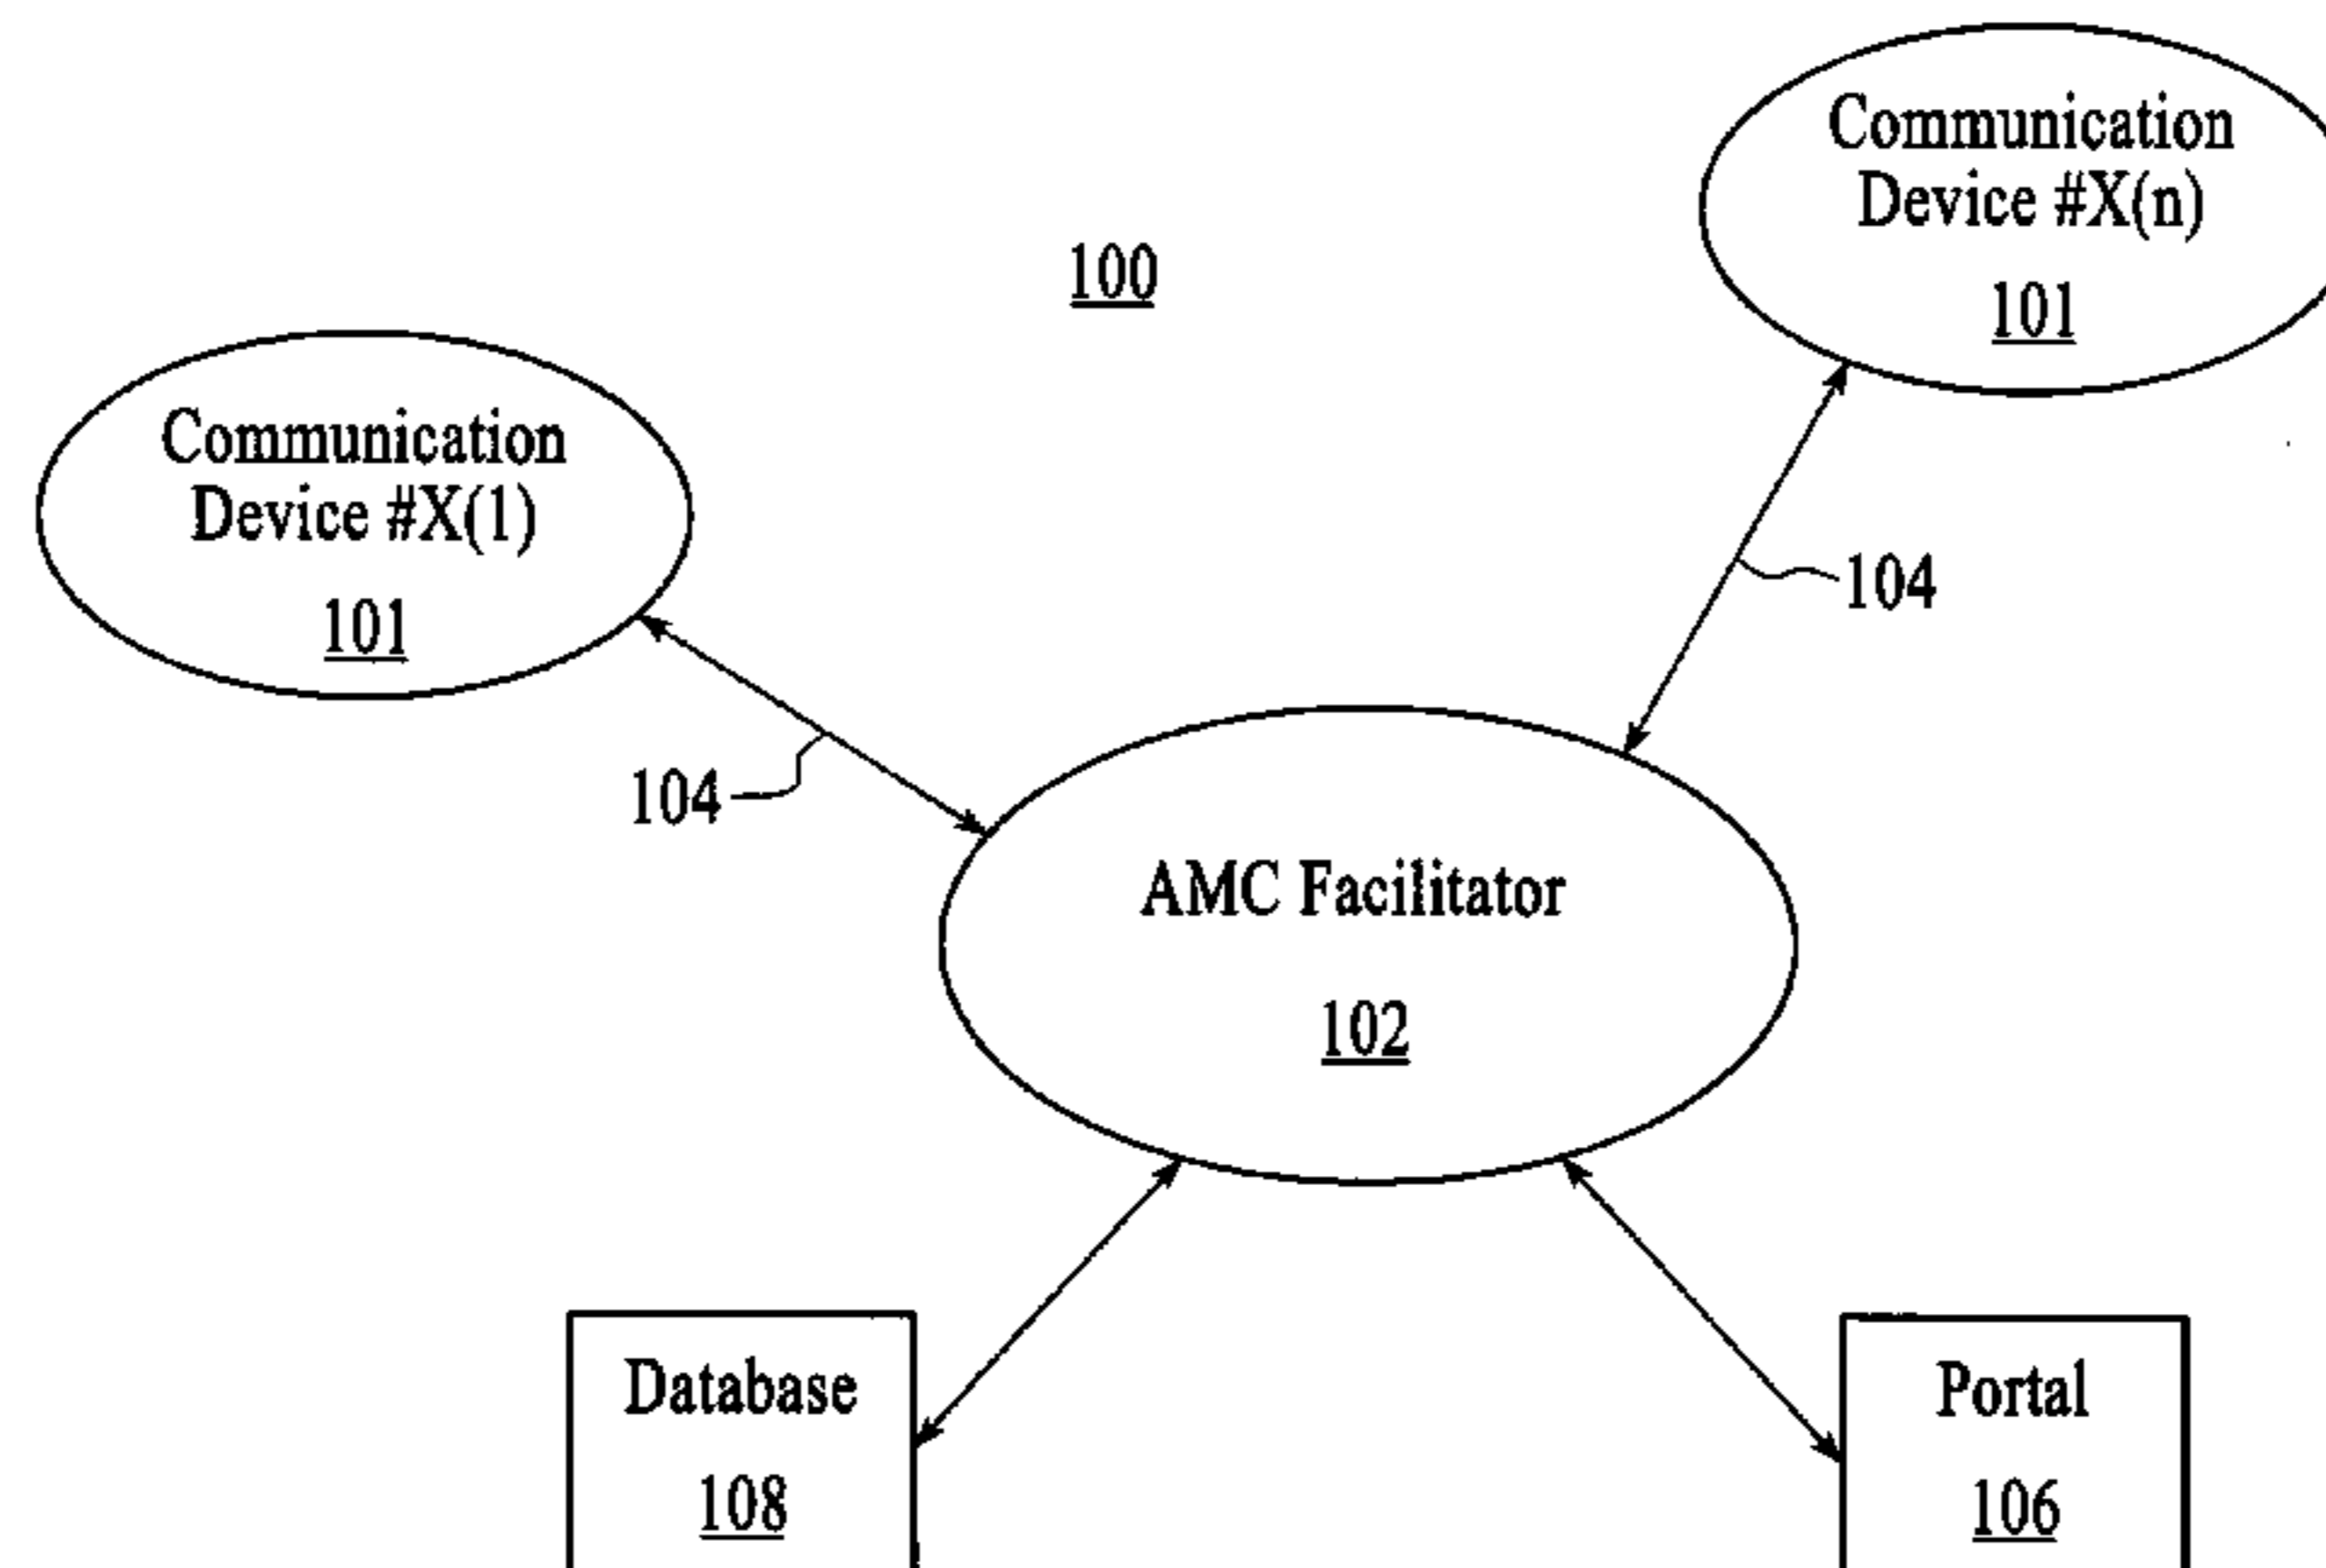 Communication
Device #X(n)
101
100
Communication
Device #X(1)
101
104
104
AMC Facilitator
102
Database
108
Portal
106